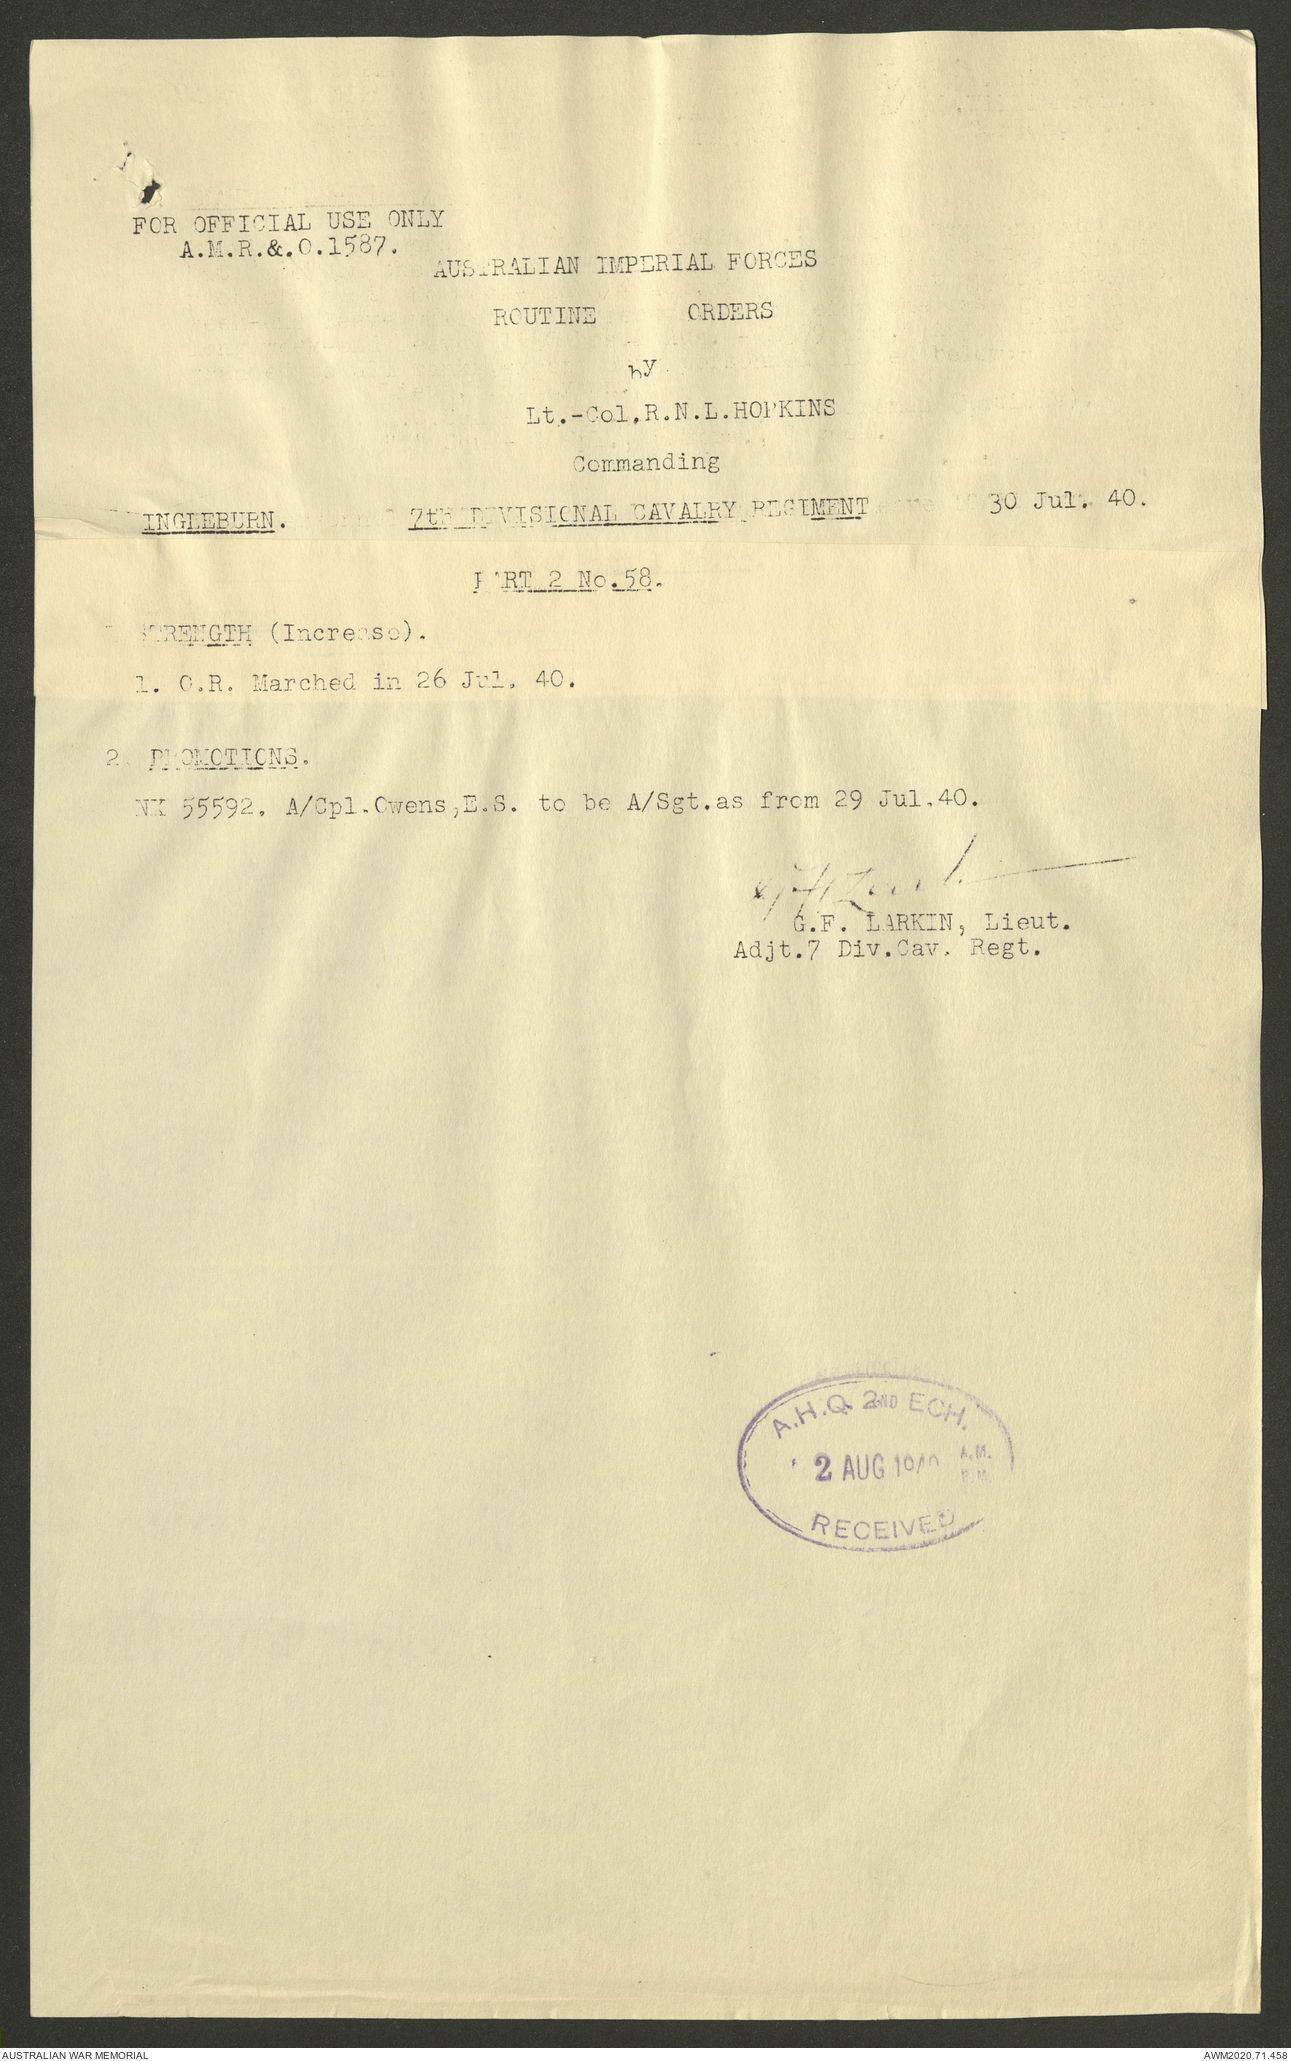 FOR OFFICIAL USE ONLY
A.M.R.&.O.1587.
AUSTRALIAN IMPERIAL FORCES
ROUTINE ORDERS
by
Lt.-Col.R.N.L.HOPKINS
Commanding
INGLEBURN. 7th DIVISIONAL CAVALRY REGIMENT 30 Jul. 40.
PART 2 No.58.
STRENGTH (Increase).
1. O.R. Marched in 26 Jul. 40.
2. PROMOTIONS.
NX 55592. A/Cpl.Owens,E.S. to be A/Sgt.as from 29 Jul.40.
G.F. LARKIN, Lieut.
Adjt.7 Div.Cav. Regt.
A.H.Q. 2ND ECH.
2 AUG 1940 A.M.
P.M.
RECEIVED
AUSTRALIAN WAR MEMORIAL AWM2020.71.458